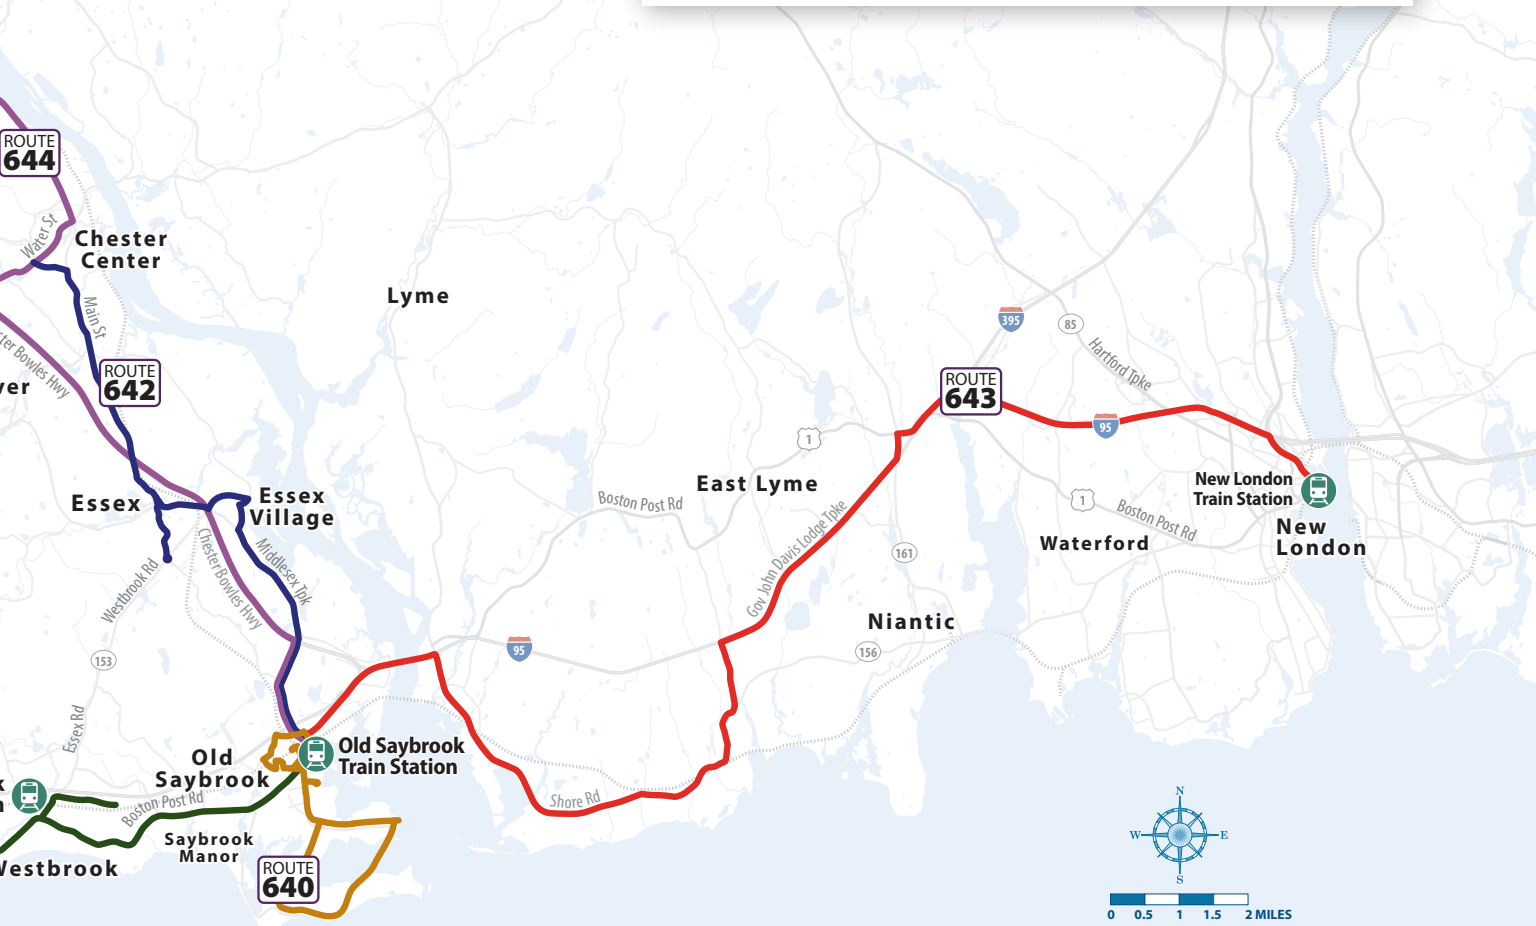 ROUTE
644
Water St
Chester
Center
Main St
Lyme
395
85
Hartford Tpke
ROUTE
642
ROUTE
643
95
1
East Lyme
Boston Post Rd
New London
Train Station
New
London
1
Boston Post Rd
Waterford
Essex
Essex
Village
Bowles Hwy
Chester Bowles Hwy
Middlesex Tpk
Westbrook Rd
Gov John Davis Lodge Tpke
161
Niantic
156
95
153
Essex Rd
Old
Saybrook
Old Saybrook
Train Station
Boston Post Rd
Shore Rd
Saybrook
Manor
estbrook
ROUTE
640
N
W
E
S
0 0.5 1 1.5 2 MILES